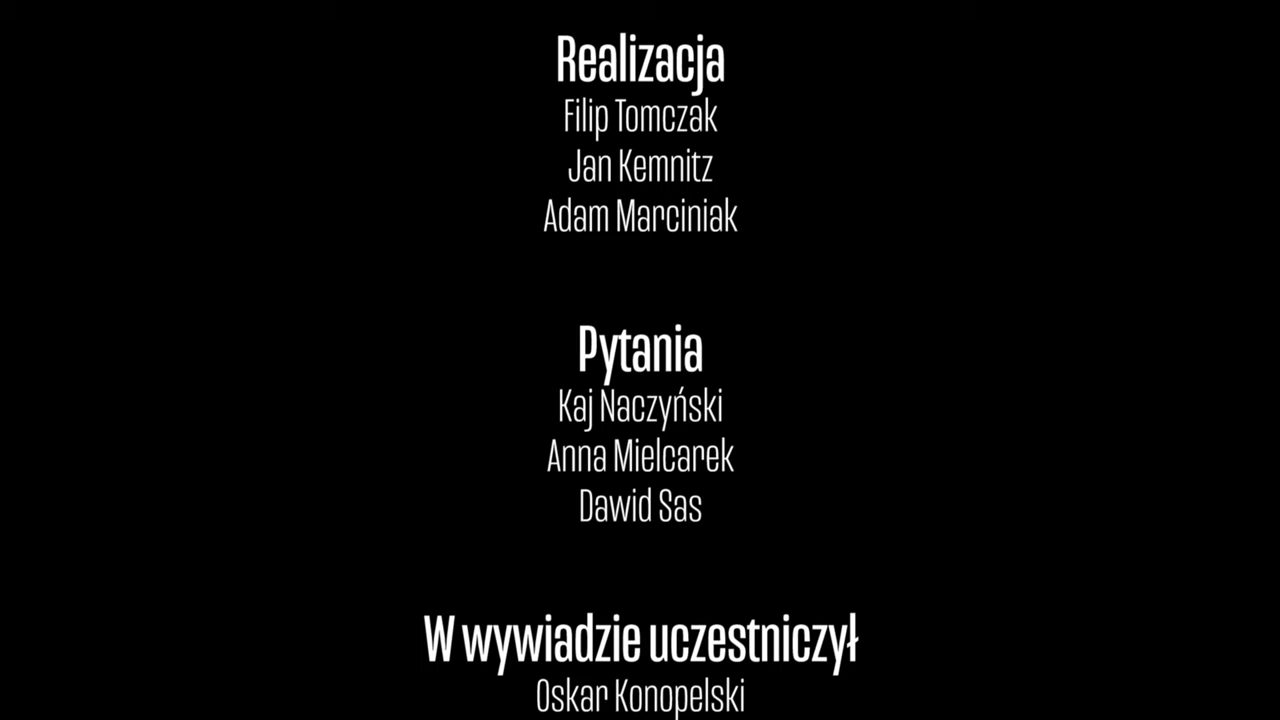 Realizacja
Filip Tomczak
Jan Kemnitz
Adam Marciniak
Pytania
Kaj Naczyński
Anna Mielcarek
Dawid Sas
W wywiadzie uczestniczył
Oskar Konopelski